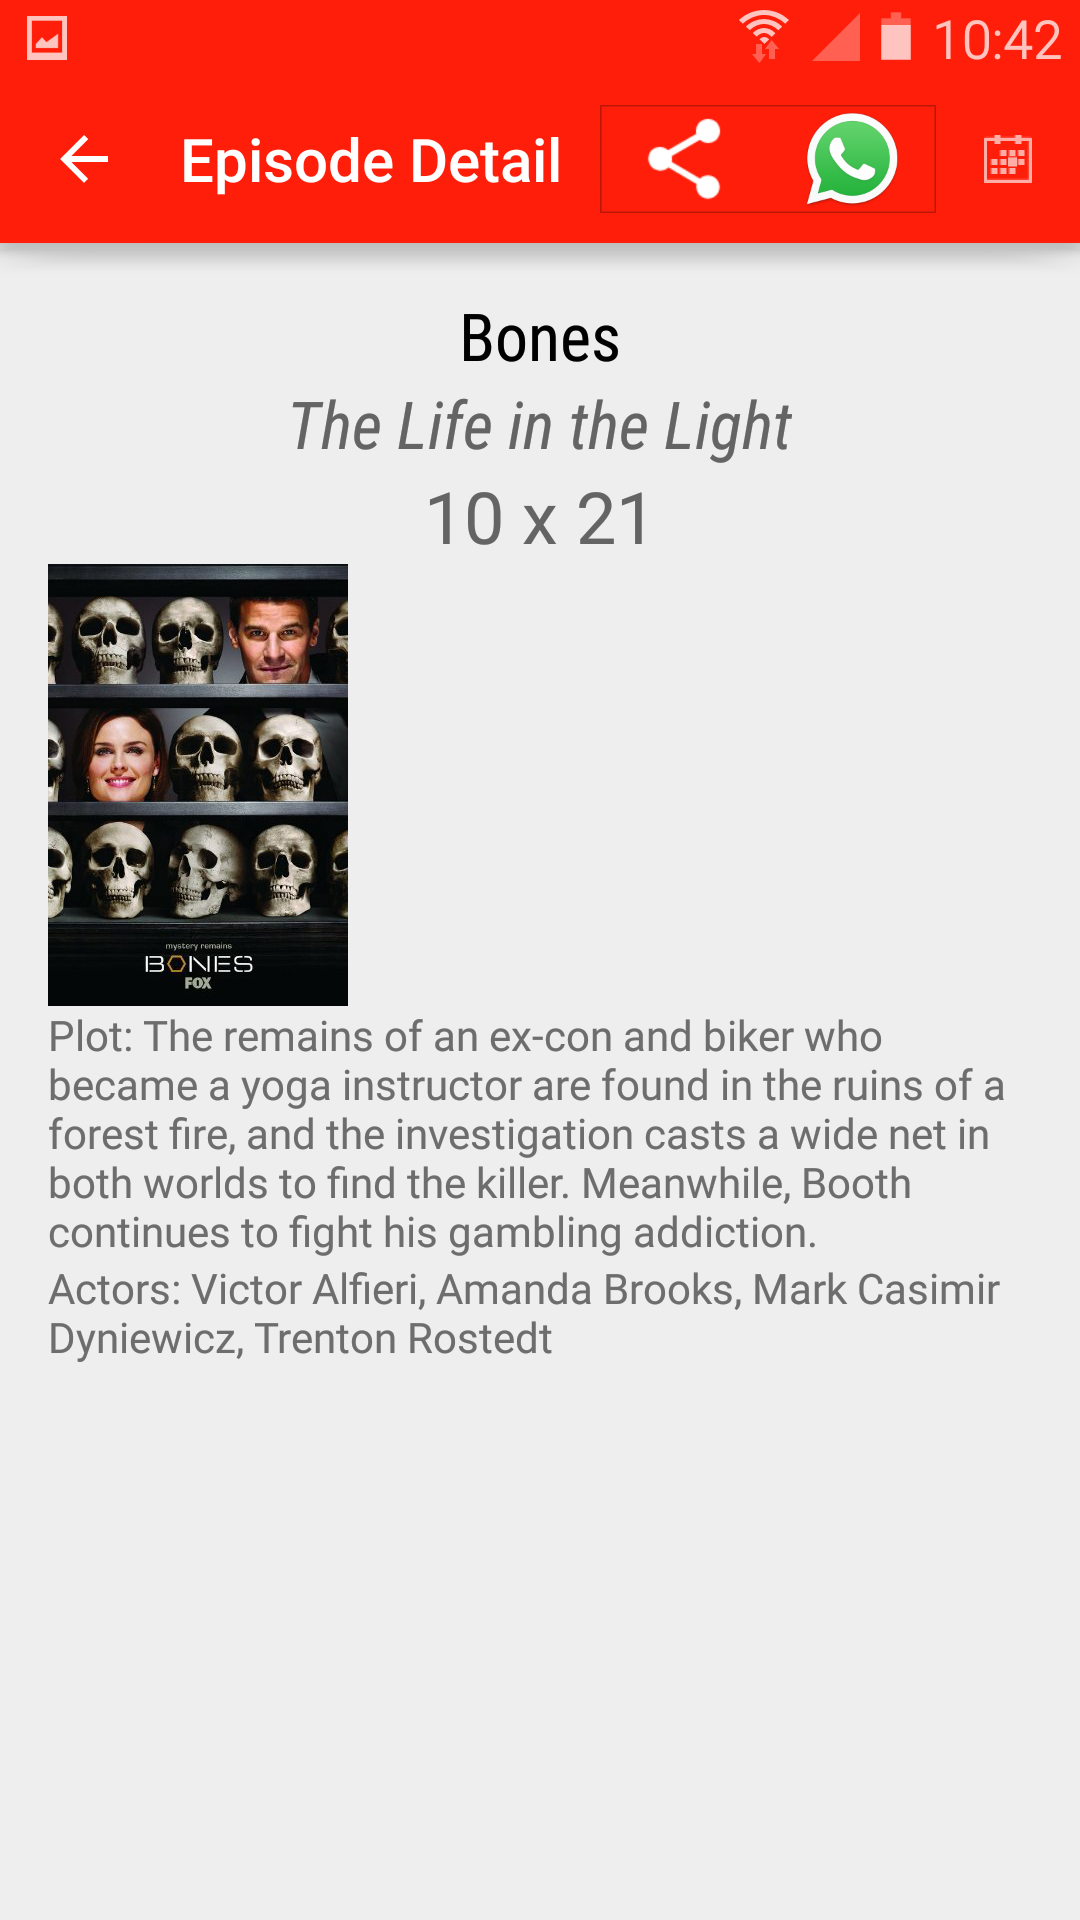 10:42
Episode Detail
Bones
The Life in the Light
10 x 21
mystery remains
BONES
FOX
Plot: The remains of an ex-con and biker who
became a yoga instructor are found in the ruins of a
forest fire, and the investigation casts a wide net in
both worlds to find the killer. Meanwhile, Booth
continues to fight his gambling addiction.
Actors: Victor Alfieri, Amanda Brooks, Mark Casimir
Dyniewicz, Trenton Rostedt